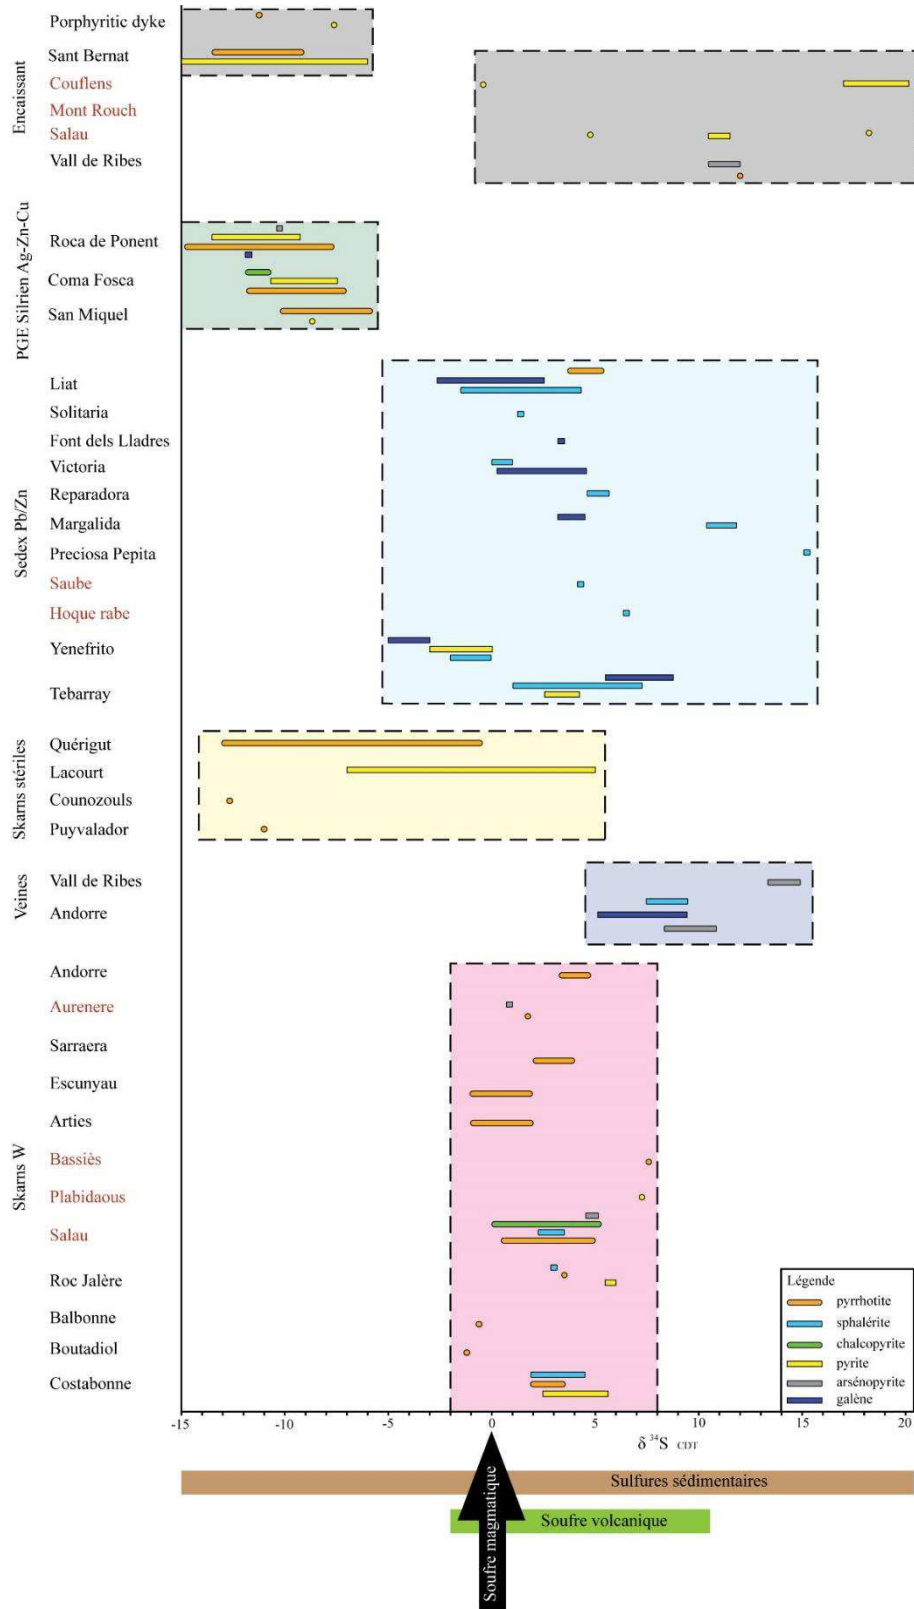 Encaissant
Porphyritic dyke
Sant Bernat
Couflens
Mont Rouch
Salau
Vall de Ribes
PGE Silrien Ag-Zn-Cu
Roca de Ponent
Coma Fosca
San Miquel
Sedex Pb/Zn
Liat
Solitaria
Font dels Lladres
Victoria
Reparadora
Margalida
Preciosa Pepita
Saube
Hoque rabe
Yenefrito
Tebarray
Skarns stériles
Quérigut
Lacourt
Counozouls
Puyvalador
Veines
Vall de Ribes
Andorre
Skarns W
Andorre
Aurenere
Sarraera
Escunyau
Arties
Bassiès
Plabidaous
Salau
Roc Jalère
Balbonne
Boutadiol
Costabonne
Légende
pyrrhotite
sphalérite
chalcopyrite
pyrite
arsénopyrite
galène
-15 -10 -5 0 5 10 15 20
δ 34S CDT
Sulfures sédimentaires
Soufre volcanique
Soufre magmatique